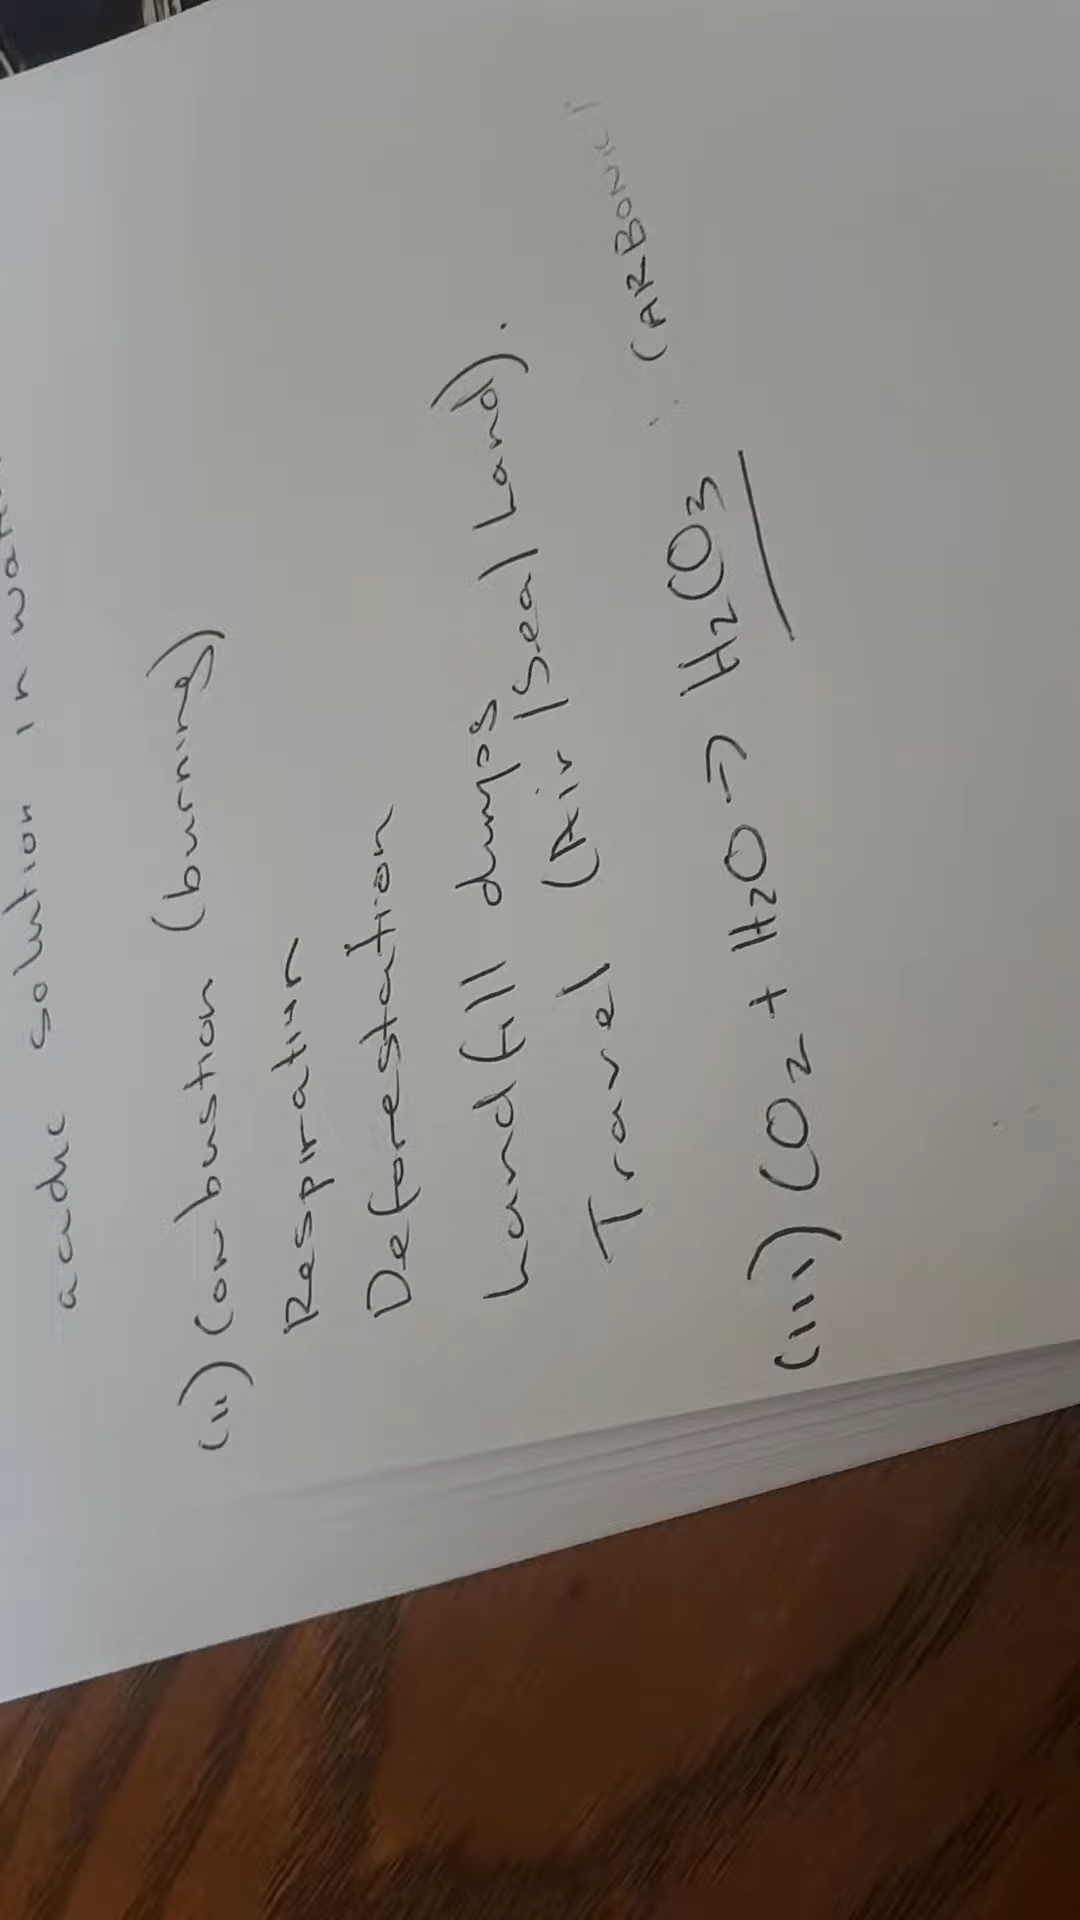 acidic solution in
(ii) Combustion (burning)
Respiration
Deforestation
Landfill dumps
Travel (Air/Sea/Land).
(iii) CO2 + H2O → H2CO3 ∴ CARBONIC